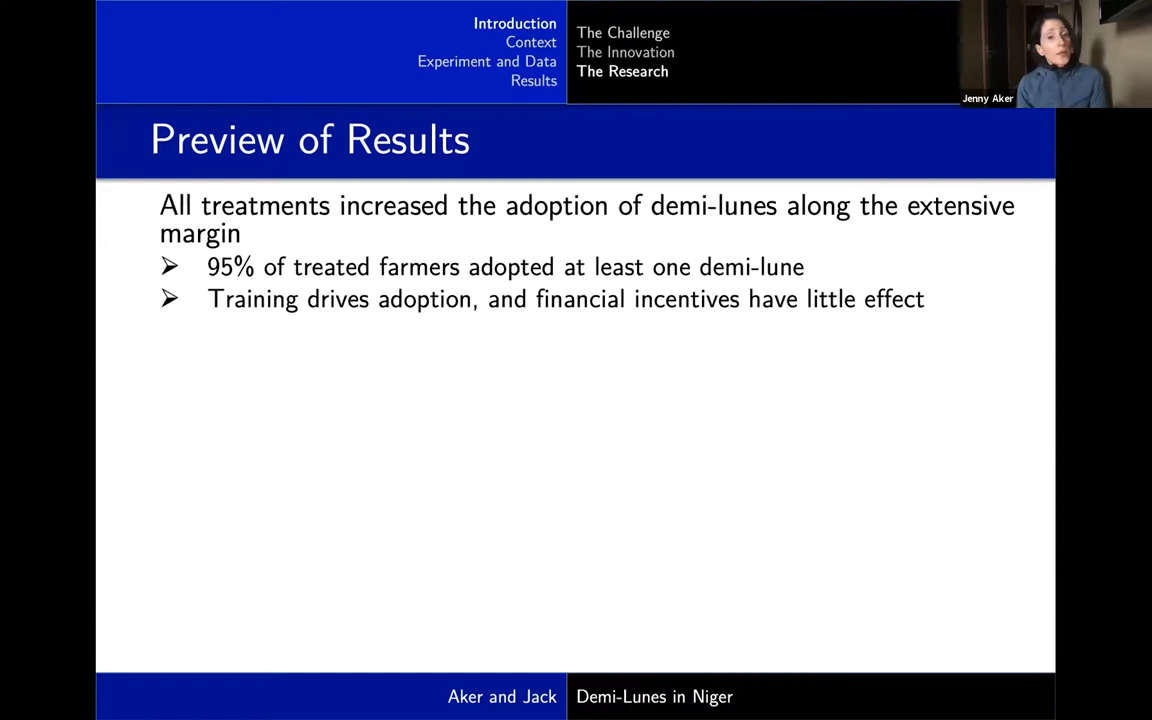 Introduction
Context
Experiment and Data
Results
The Challenge
The Innovation
The Research
Jenny Aker
Preview of Results
All treatments increased the adoption of demi-lunes along the extensive
margin
➢ 95% of treated farmers adopted at least one demi-lune
➢ Training drives adoption, and financial incentives have little effect
Aker and Jack
Demi-Lunes in Niger